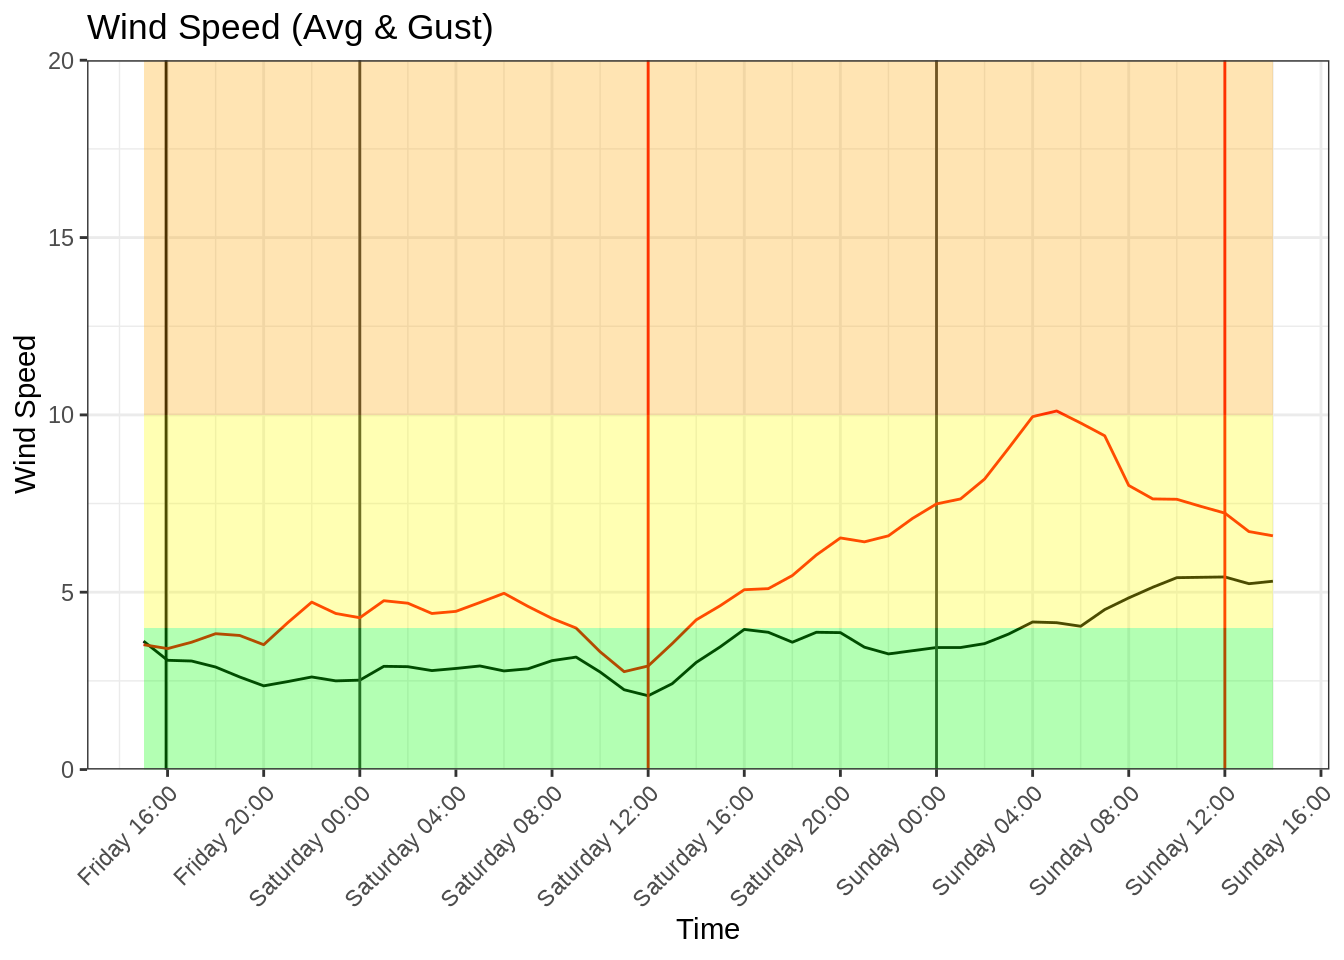 Wind Speed (Avg & Gust)
20
15
10
5
0
Wind Speed
Friday 16:00
Friday 20:00
Saturday 00:00
Saturday 04:00
Saturday 08:00
Saturday 12:00
Saturday 16:00
Saturday 20:00
Sunday 00:00
Sunday 04:00
Sunday 08:00
Sunday 12:00
Sunday 16:00
Time